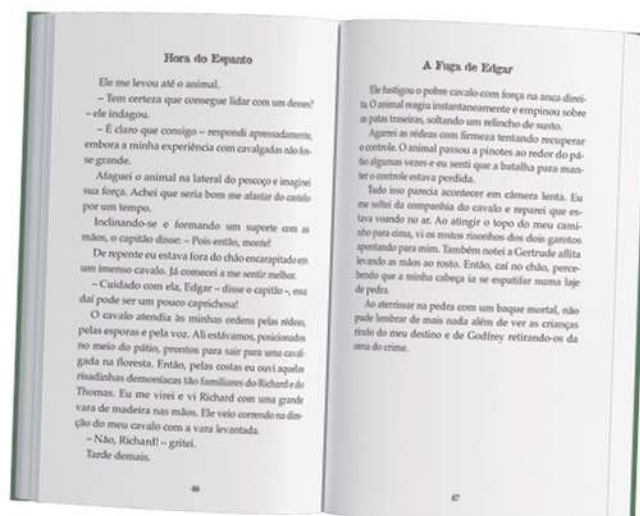 Hora do Espanto
Ele me levou até o animal.
– Tem certeza que consegue lidar com um desses?
– ele indagou.
– É claro que consigo – respondi apressadamente,
embora a minha experiência com cavalgadas não fos-
se grande.
Afaguei o animal na lateral do pescoço e imaginei
sua força. Achei que seria bom me afastar do castelo
por um tempo.
Inclinando-se e formando um suporte com as
mãos, o capitão disse: – Pois então, monte!
De repente eu estava fora do chão encarapitado em
um imenso cavalo. Já comecei a me sentir melhor.
– Cuidado com ela, Edgar – disse o capitão –, essa
daí pode ser um pouco caprichosa!
O cavalo atendia às minhas ordens pelas rédeas,
pelas esporas e pela voz. Ali estávamos, posicionados
no meio do pátio, prontos para sair para uma caval-
gada na floresta. Então, pelas costas eu ouvi aquelas
risadinhas demoníacas tão familiares do Richard e do
Thomas. Eu me virei e vi Richard com uma grande
vara de madeira nas mãos. Ele veio correndo na dire-
ção do meu cavalo com a vara levantada.
– Não, Richard! – gritei.
Tarde demais.
66
A Fuga de Edgar
Ele fustigou o pobre cavalo com força na anca direi-
ta. O animal reagiu instantaneamente e empinou sobre
as patas traseiras, soltando um relincho de susto.
Agarrei as rédeas com firmeza tentando recuperar
o controle. O animal passou a pinotes ao redor do pá-
tio algumas vezes e eu senti que a batalha para man-
ter o controle estava perdida.
Tudo isso parecia acontecer em câmera lenta. Eu
me soltei da companhia do cavalo e reparei que es-
tava voando no ar. Ao atingir o topo do meu cami-
nho para cima, vi os rostos risonhos dos dois garotos
apontando para mim. Também notei a Gertrude aflita
levando as mãos ao rosto. Então, caí no chão, perce-
bendo que a minha cabeça ia se espatifar numa laje
de pedra.
Ao aterrissar na pedra com um baque mortal, não
pude lembrar de mais nada além de ver as crianças
rindo do meu destino e de Godfrey retirando-os da
cena do crime.
67